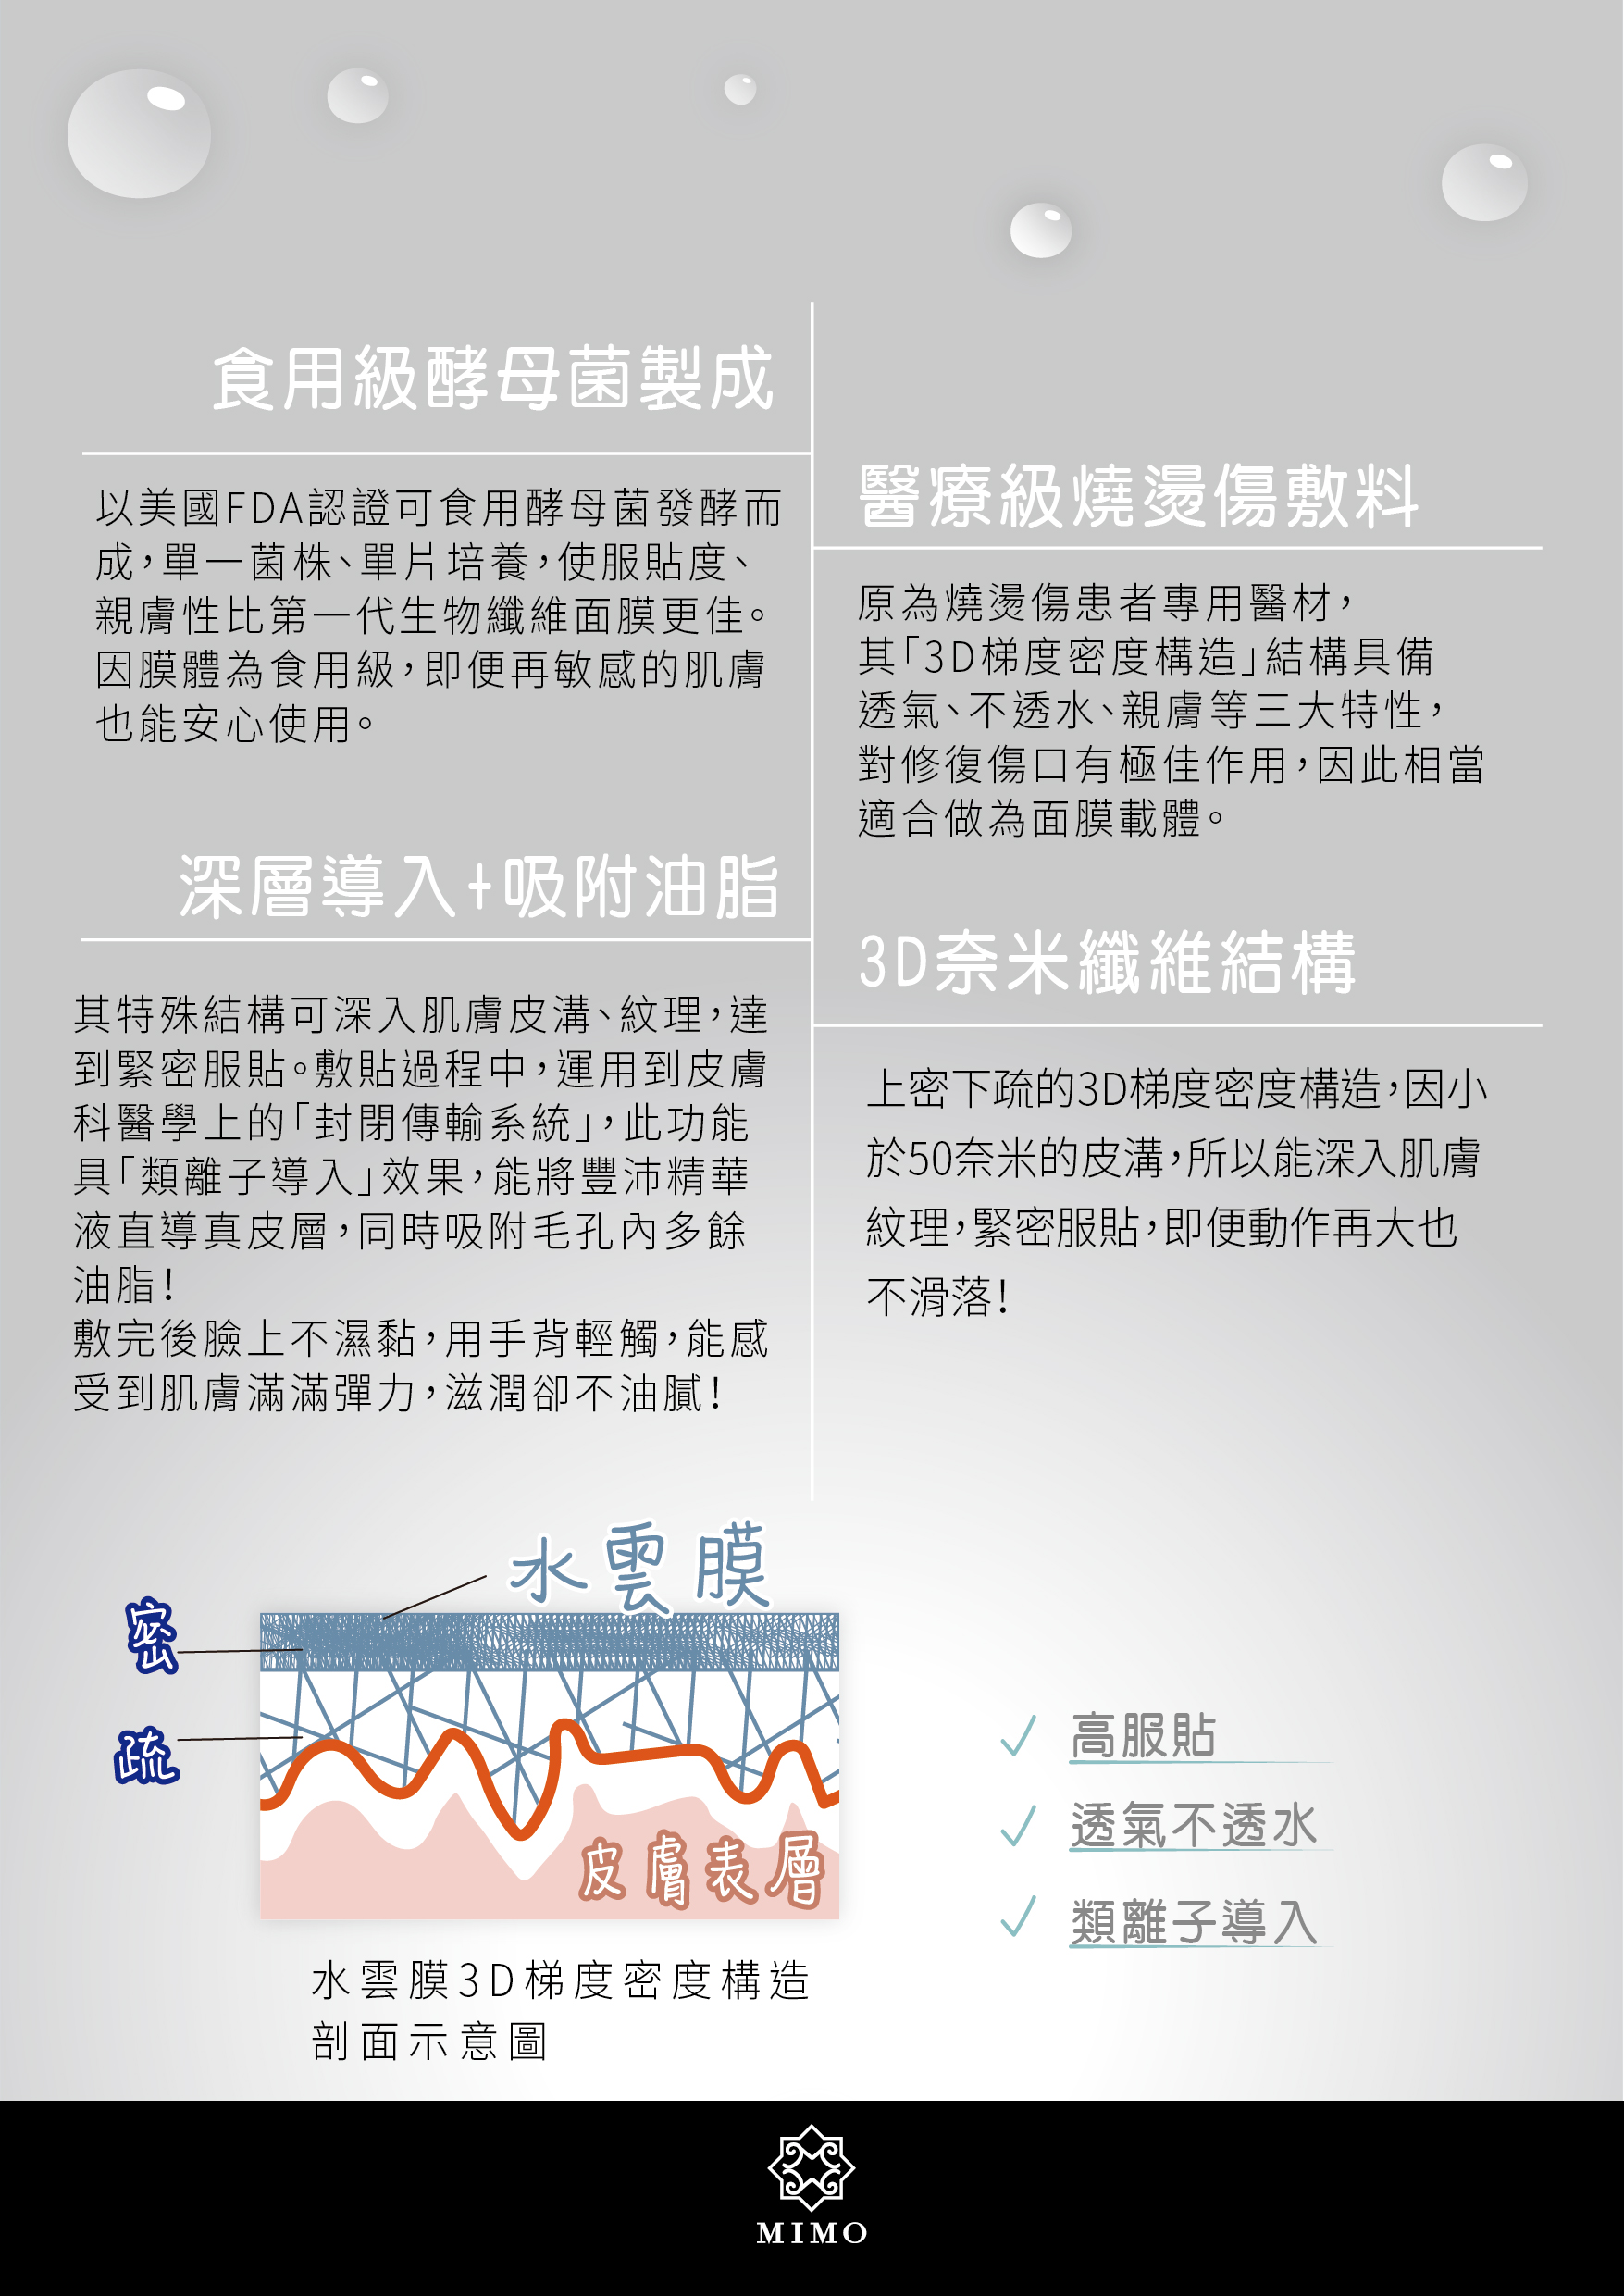 食用級酵母菌製成
以美國FDA認證可食用酵母菌發酵而
成,單一菌株、單片培養,使服貼度、
親膚性比第一代生物纖維面膜更佳。
因膜體為食用級,即便再敏感的肌膚
也能安心使用。
醫療級燒燙傷敷料
原為燒燙傷患者專用醫材,
其「3D梯度密度構造」結構具備
透氣、不透水、親膚等三大特性,
對修復傷口有極佳作用,因此相當
適合做為面膜載體。
深層導入+吸附油脂
其特殊結構可深入肌膚皮溝、紋理,達
到緊密服貼。敷貼過程中,運用到皮膚
科醫學上的「封閉傳輸系統」,此功能
具「類離子導入」效果,能將豐沛精華
液直導真皮層,同時吸附毛孔內多餘
油脂!
敷完後臉上不濕黏,用手背輕觸,能感
受到肌膚滿滿彈力,滋潤卻不油膩!
3D奈米纖維結構
上密下疏的3D梯度密度構造,因小
於50奈米的皮溝,所以能深入肌膚
紋理,緊密服貼,即便動作再大也
不滑落!
水雲膜
密
疏
皮膚表層
水雲膜3D梯度密度構造
剖面示意圖
高服貼
透氣不透水
類離子導入
MIMO